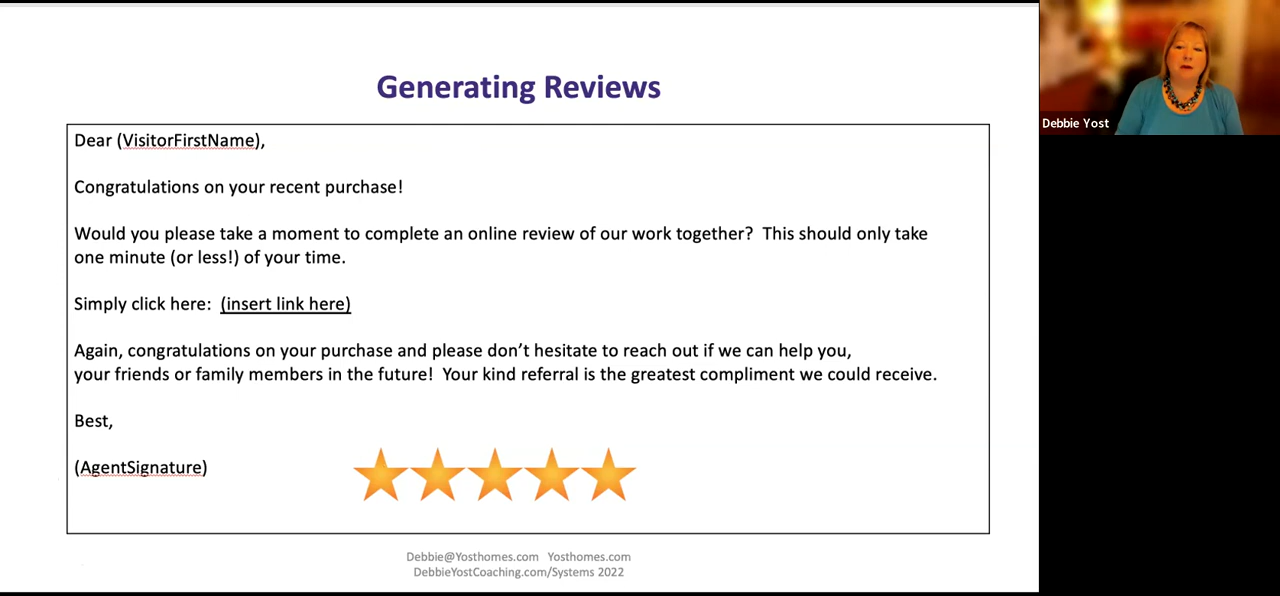 Generating Reviews
Dear (VisitorFirstName),
Congratulations on your recent purchase!
Would you please take a moment to complete an online review of our work together?  This should only take
one minute (or less!) of your time.
Simply click here:  (insert link here)
Again, congratulations on your purchase and please don’t hesitate to reach out if we can help you,
your friends or family members in the future!  Your kind referral is the greatest compliment we could receive.
Best,
(AgentSignature)
Debbie@Yosthomes.com   Yosthomes.com
DebbieYostCoaching.com/Systems 2022
Debbie Yost